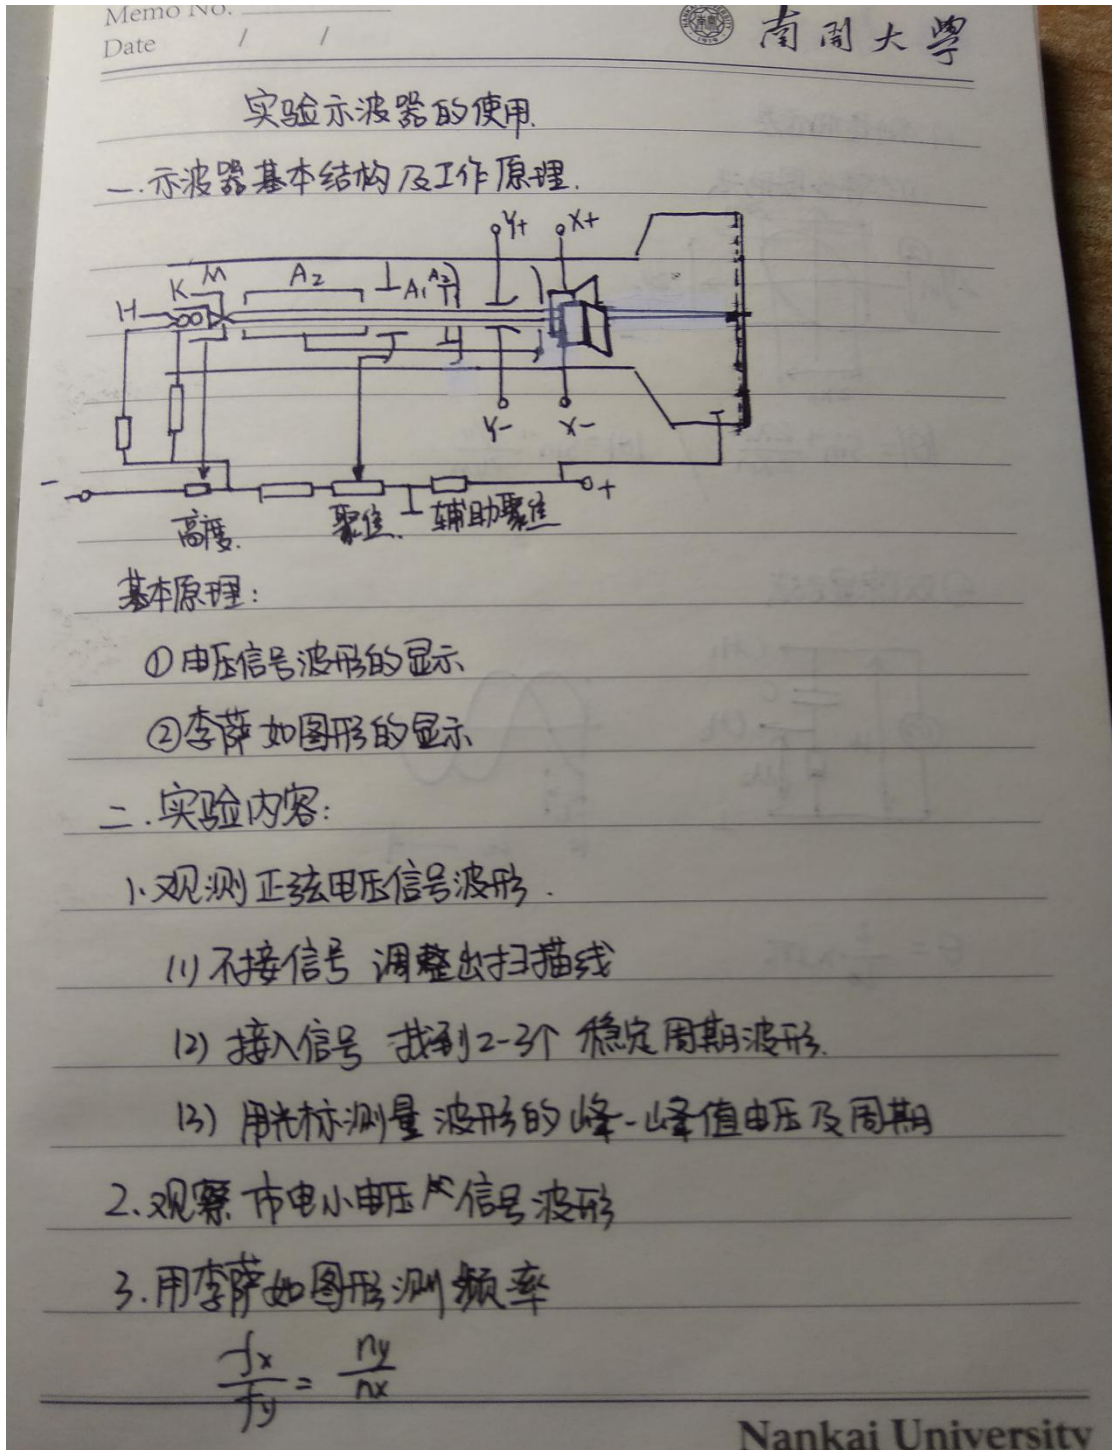 Memo No.
Date / /
南開大學
实验示波器的使用.
一.示波器基本结构及工作原理.
Y+ X+
H K M A2 A1 A2
Y- X-
- +
高度. 聚焦. 辅助聚焦
基本原理:
①电压信号波形的显示
②李萨如图形的显示
二.实验内容:
1.观测正弦电压信号波形.
(1)不接信号 调整出扫描线
(2)接入信号 找到2-3个稳定周期波形.
(3)用光标测量波形的峰-峰值电压及周期
2.观察市电小电压信号波形
3.用李萨如图形测频率
fx/fy = ny/nx
Nankai University